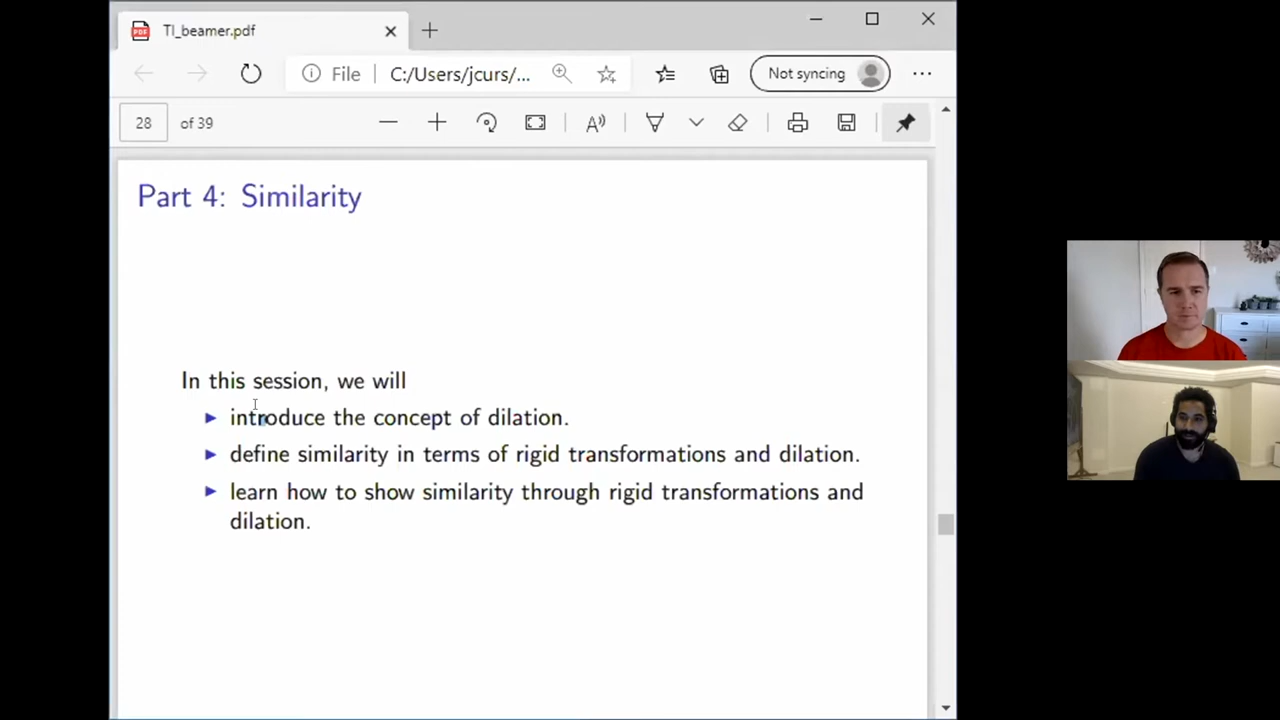 TI_beamer.pdf
File
C:/Users/jcurs/...
Not syncing
28 of 39
Part 4: Similarity
In this session, we will
introduce the concept of dilation.
define similarity in terms of rigid transformations and dilation.
learn how to show similarity through rigid transformations and
dilation.